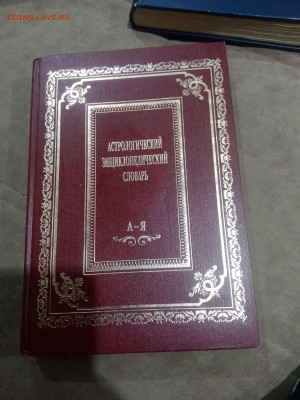 COINS.LAVE.RU
АСТРОЛОГИЧЕСКИЙ
ЭНЦИКЛОПЕДИЧЕСКИЙ
СЛОВАРЬ
А–Я